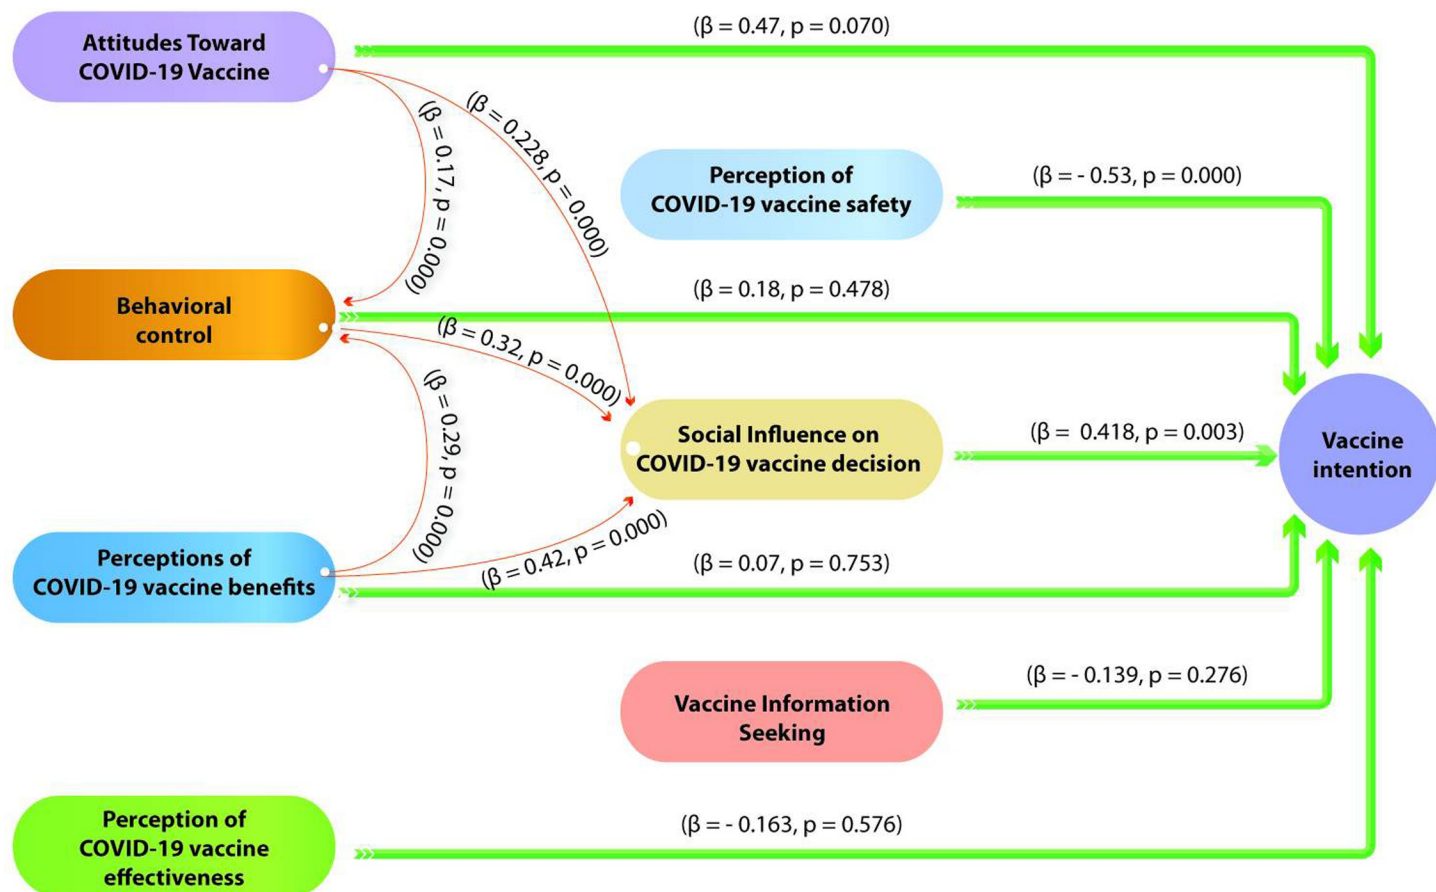 (β = 0.47, p = 0.070)
Attitudes Toward
COVID-19 Vaccine
(β = 0.17, p = 0.000)
(β = 0.228, p = 0.000)
Perception of
COVID-19 vaccine safety
(β = - 0.53, p = 0.000)
Behavioral
control
(β = 0.18, p = 0.478)
(β = 0.32, p = 0.000)
(β = 0.29, p = 0.000)
Social Influence on
COVID-19 vaccine decision
(β =  0.418, p = 0.003)
Vaccine
intention
Perceptions of
COVID-19 vaccine benefits
(β = 0.42, p = 0.000)
(β = 0.07, p = 0.753)
Vaccine Information
Seeking
(β = - 0.139, p = 0.276)
Perception of
COVID-19 vaccine
effectiveness
(β = - 0.163, p = 0.576)